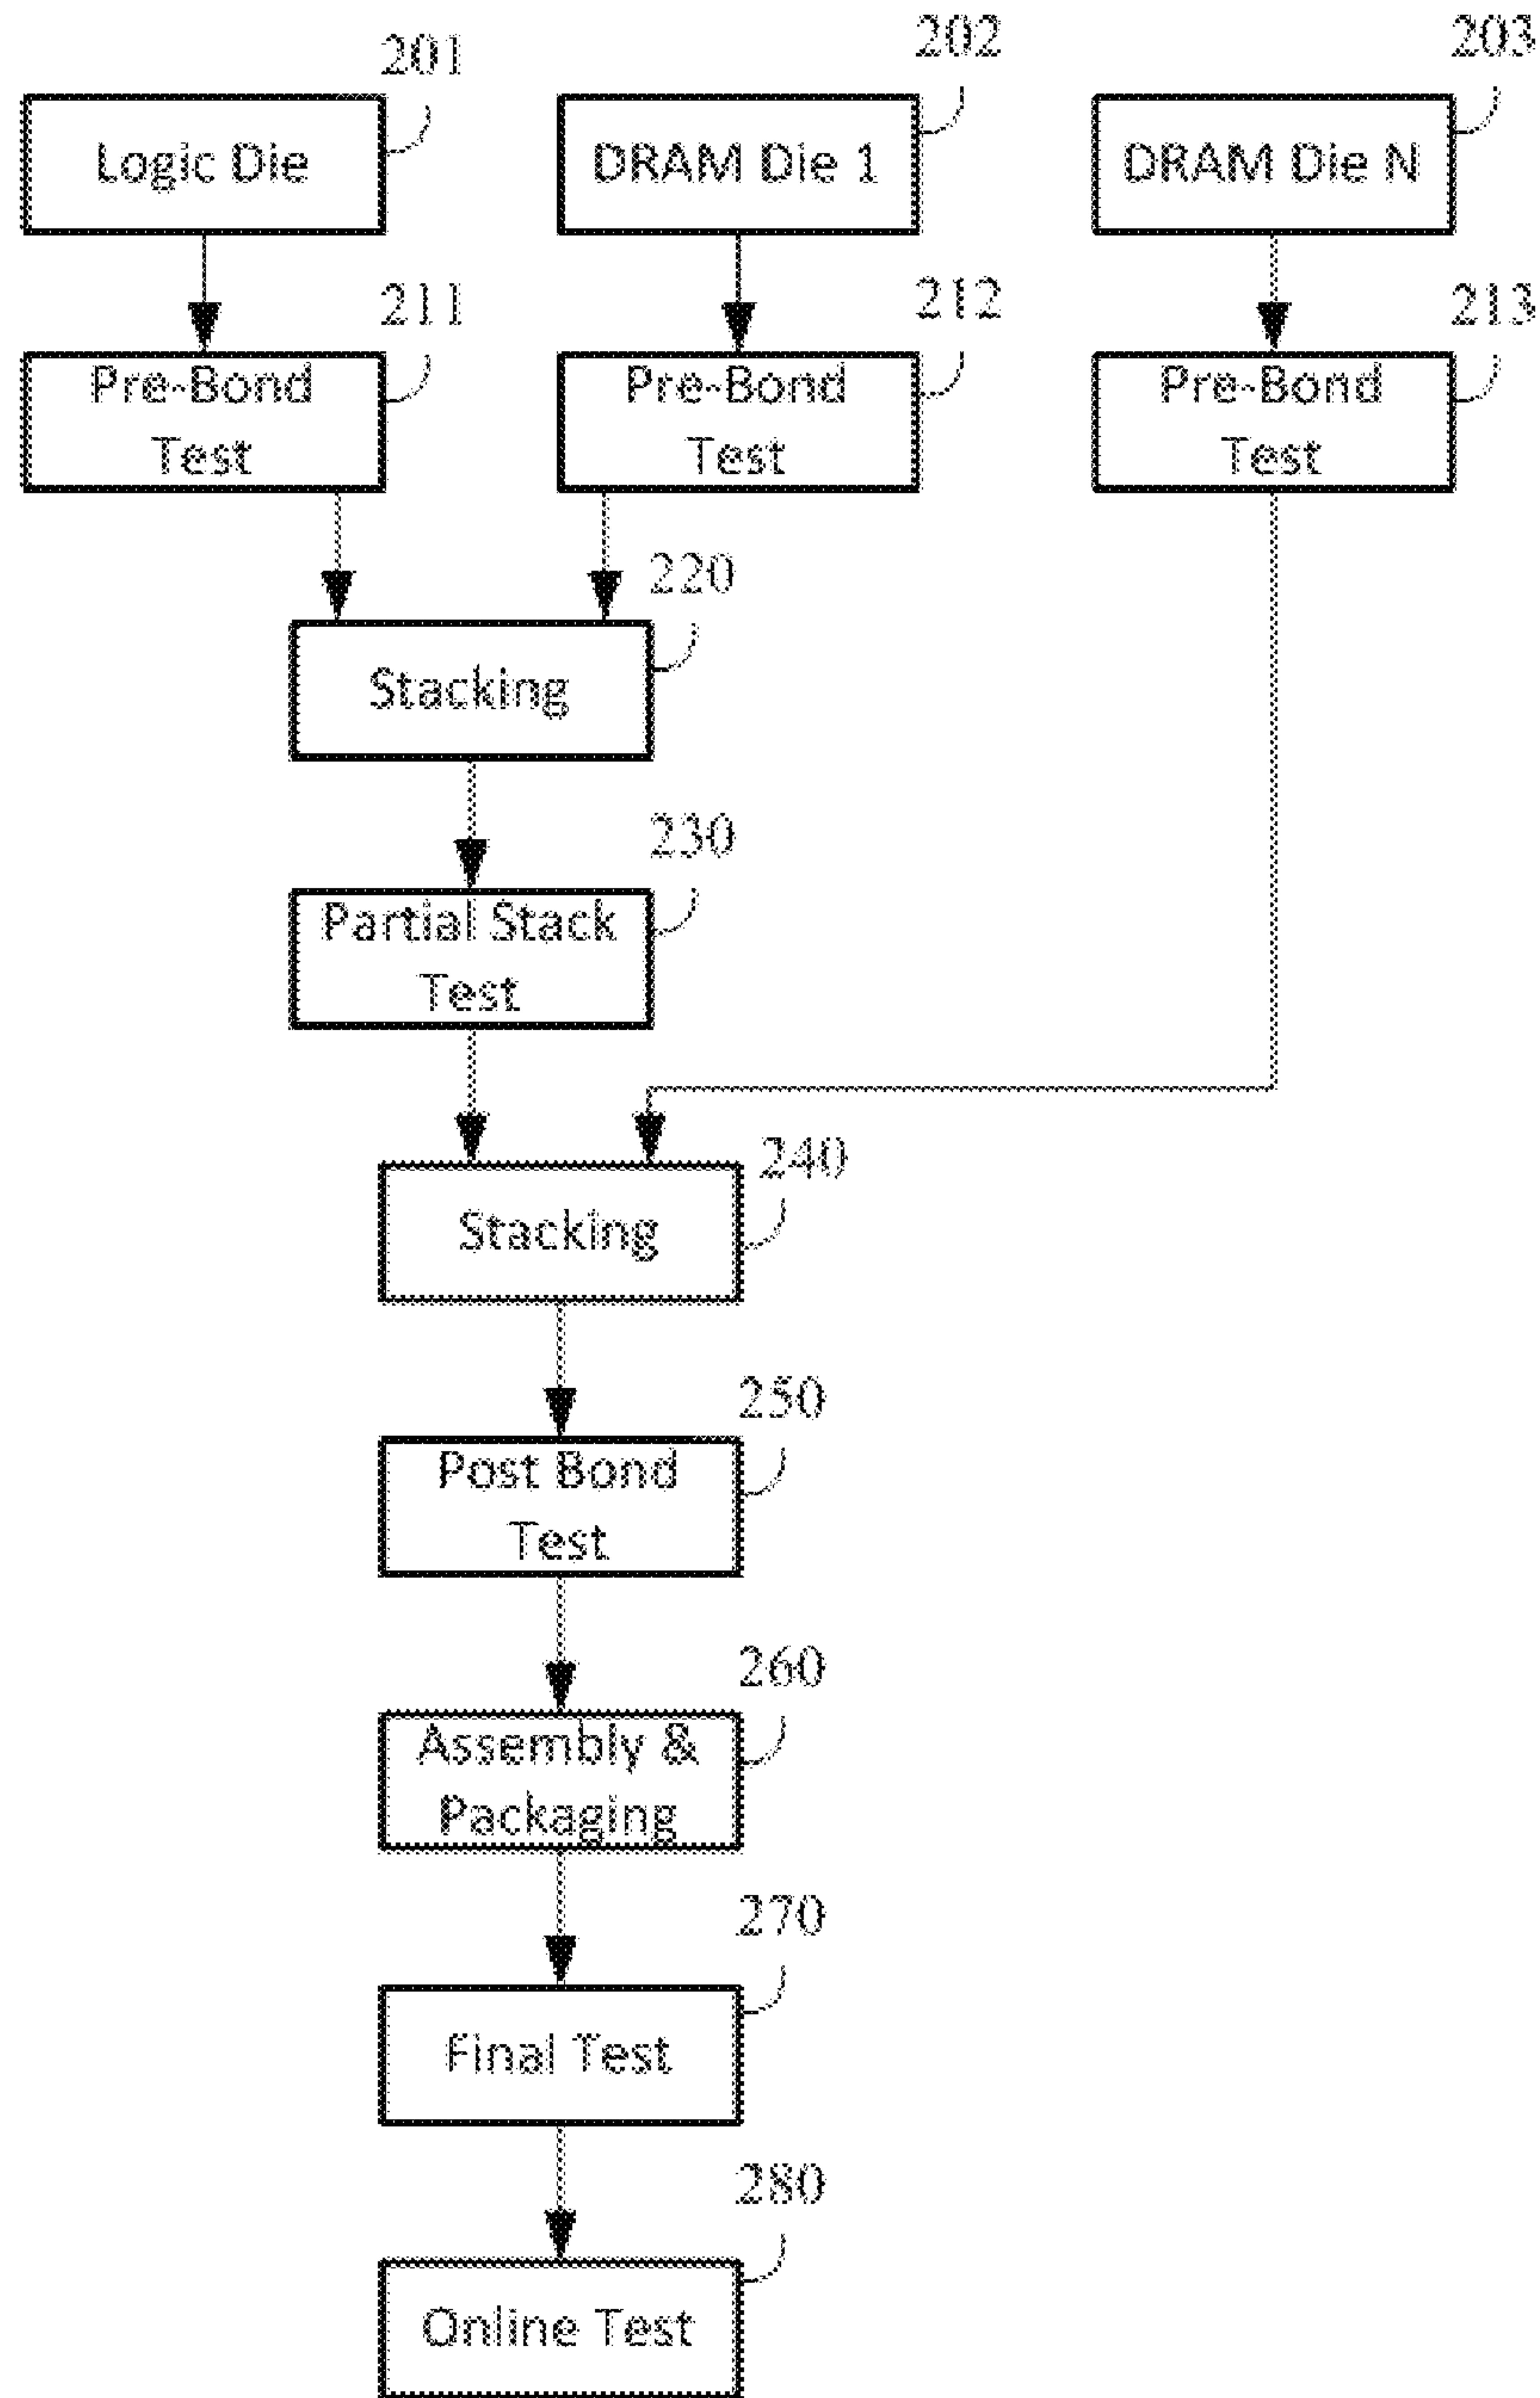 201
202
203
Logic Die
DRAM Die 1
DRAM Die N
211
212
213
Pre-Bond
Test
Pre-Bond
Test
Pre-Bond
Test
220
Stacking
230
Partial Stack
Test
240
Stacking
250
Post Bond
Test
260
Assembly &
Packaging
270
Final Test
280
Online Test